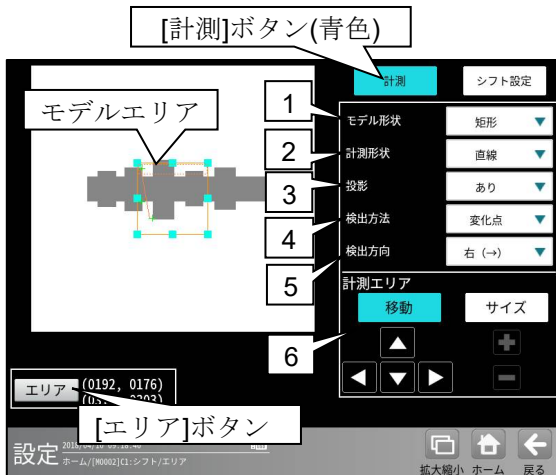 [計測]ボタン(青色)
計測
シフト設定
モデルエリア
1
モデル形状
矩形
2
計測形状
直線
3
投影
あり
4
検出方法
変化点
5
検出方向
右（→）
計測エリア
移動
サイズ
6
エリア
(0192, 0176)
[エリア]ボタン
設定
ホーム/[M0002]C1:シフト/エリア
拡大縮小
ホーム
戻る